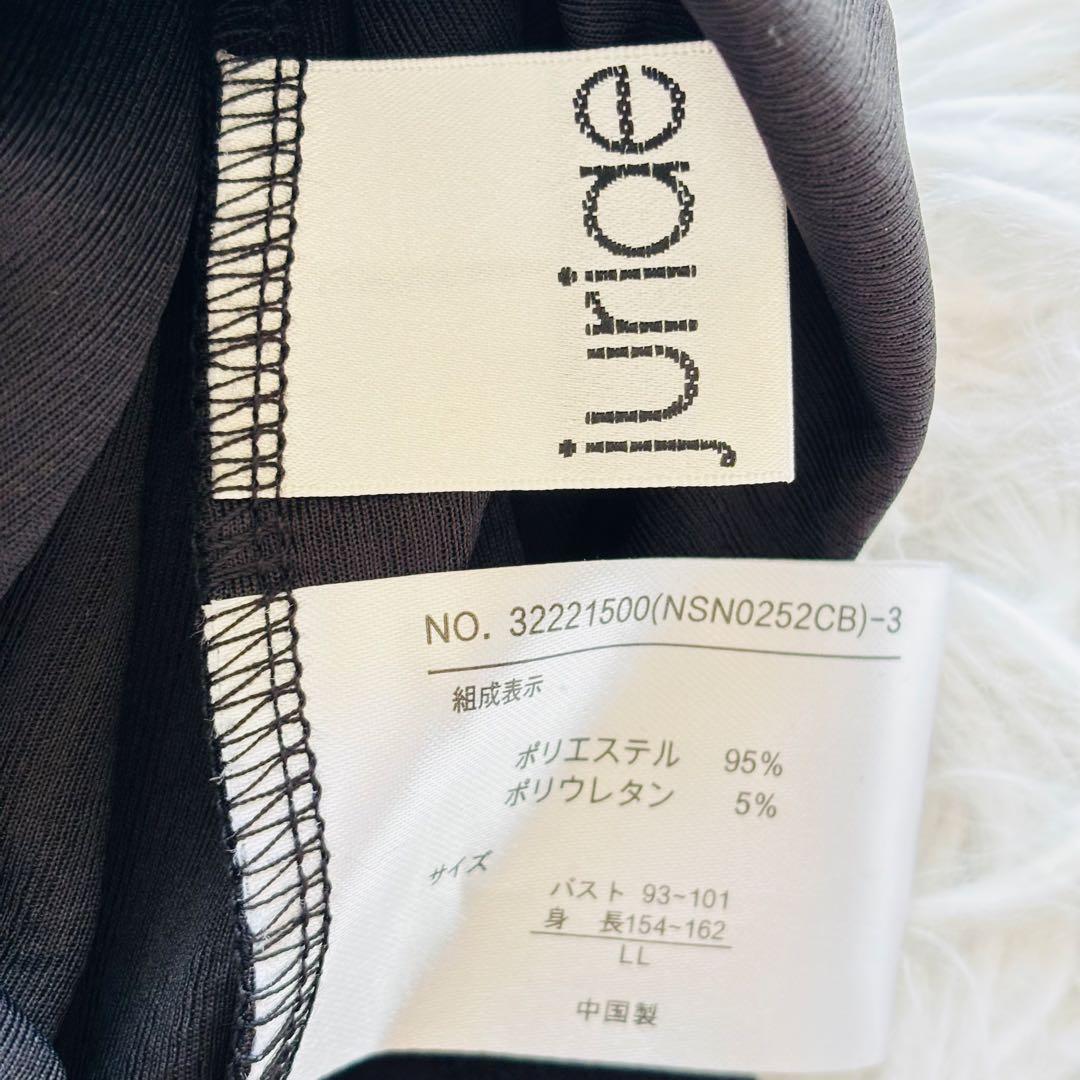 juriae
NO. 32221500(NSN0252CB)-3
組成表示
ポリエステル 95%
ポリウレタン 5%
サイズ
バスト 93~101
身 長154~162
LL
中国製